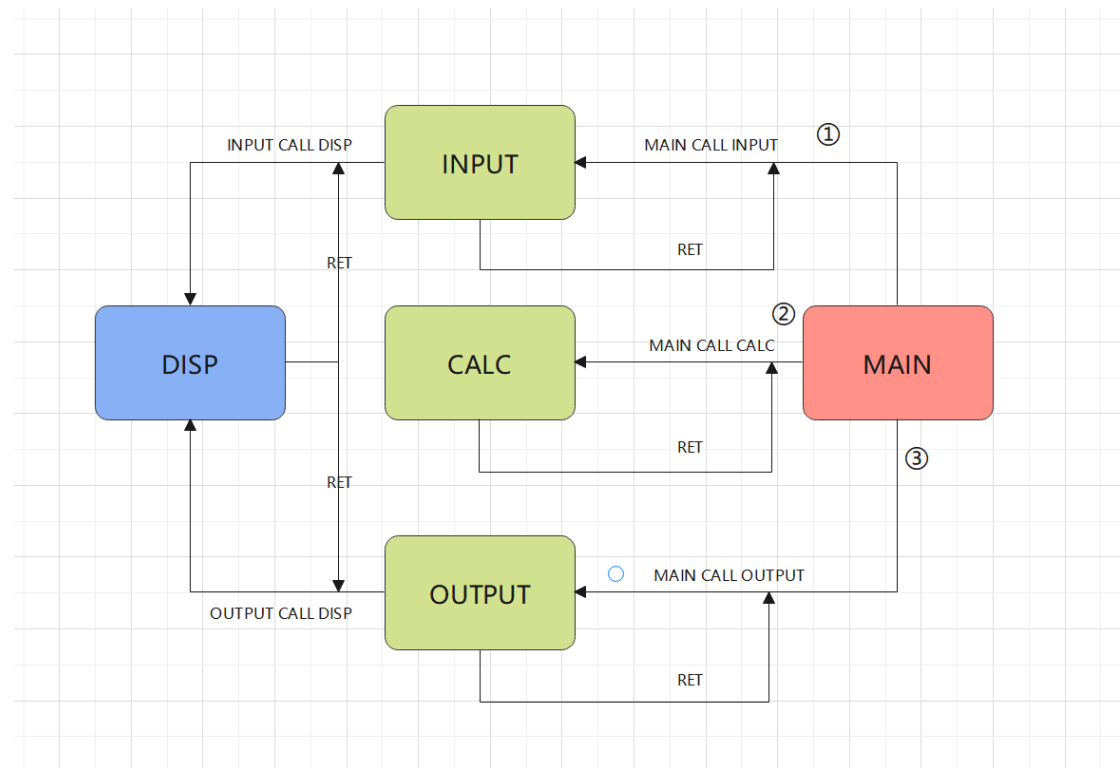 ①
INPUT CALL DISP
MAIN CALL INPUT
INPUT
RET
RET
②
MAIN CALL CALC
DISP
CALC
MAIN
RET
③
RET
MAIN CALL OUTPUT
OUTPUT
OUTPUT CALL DISP
RET